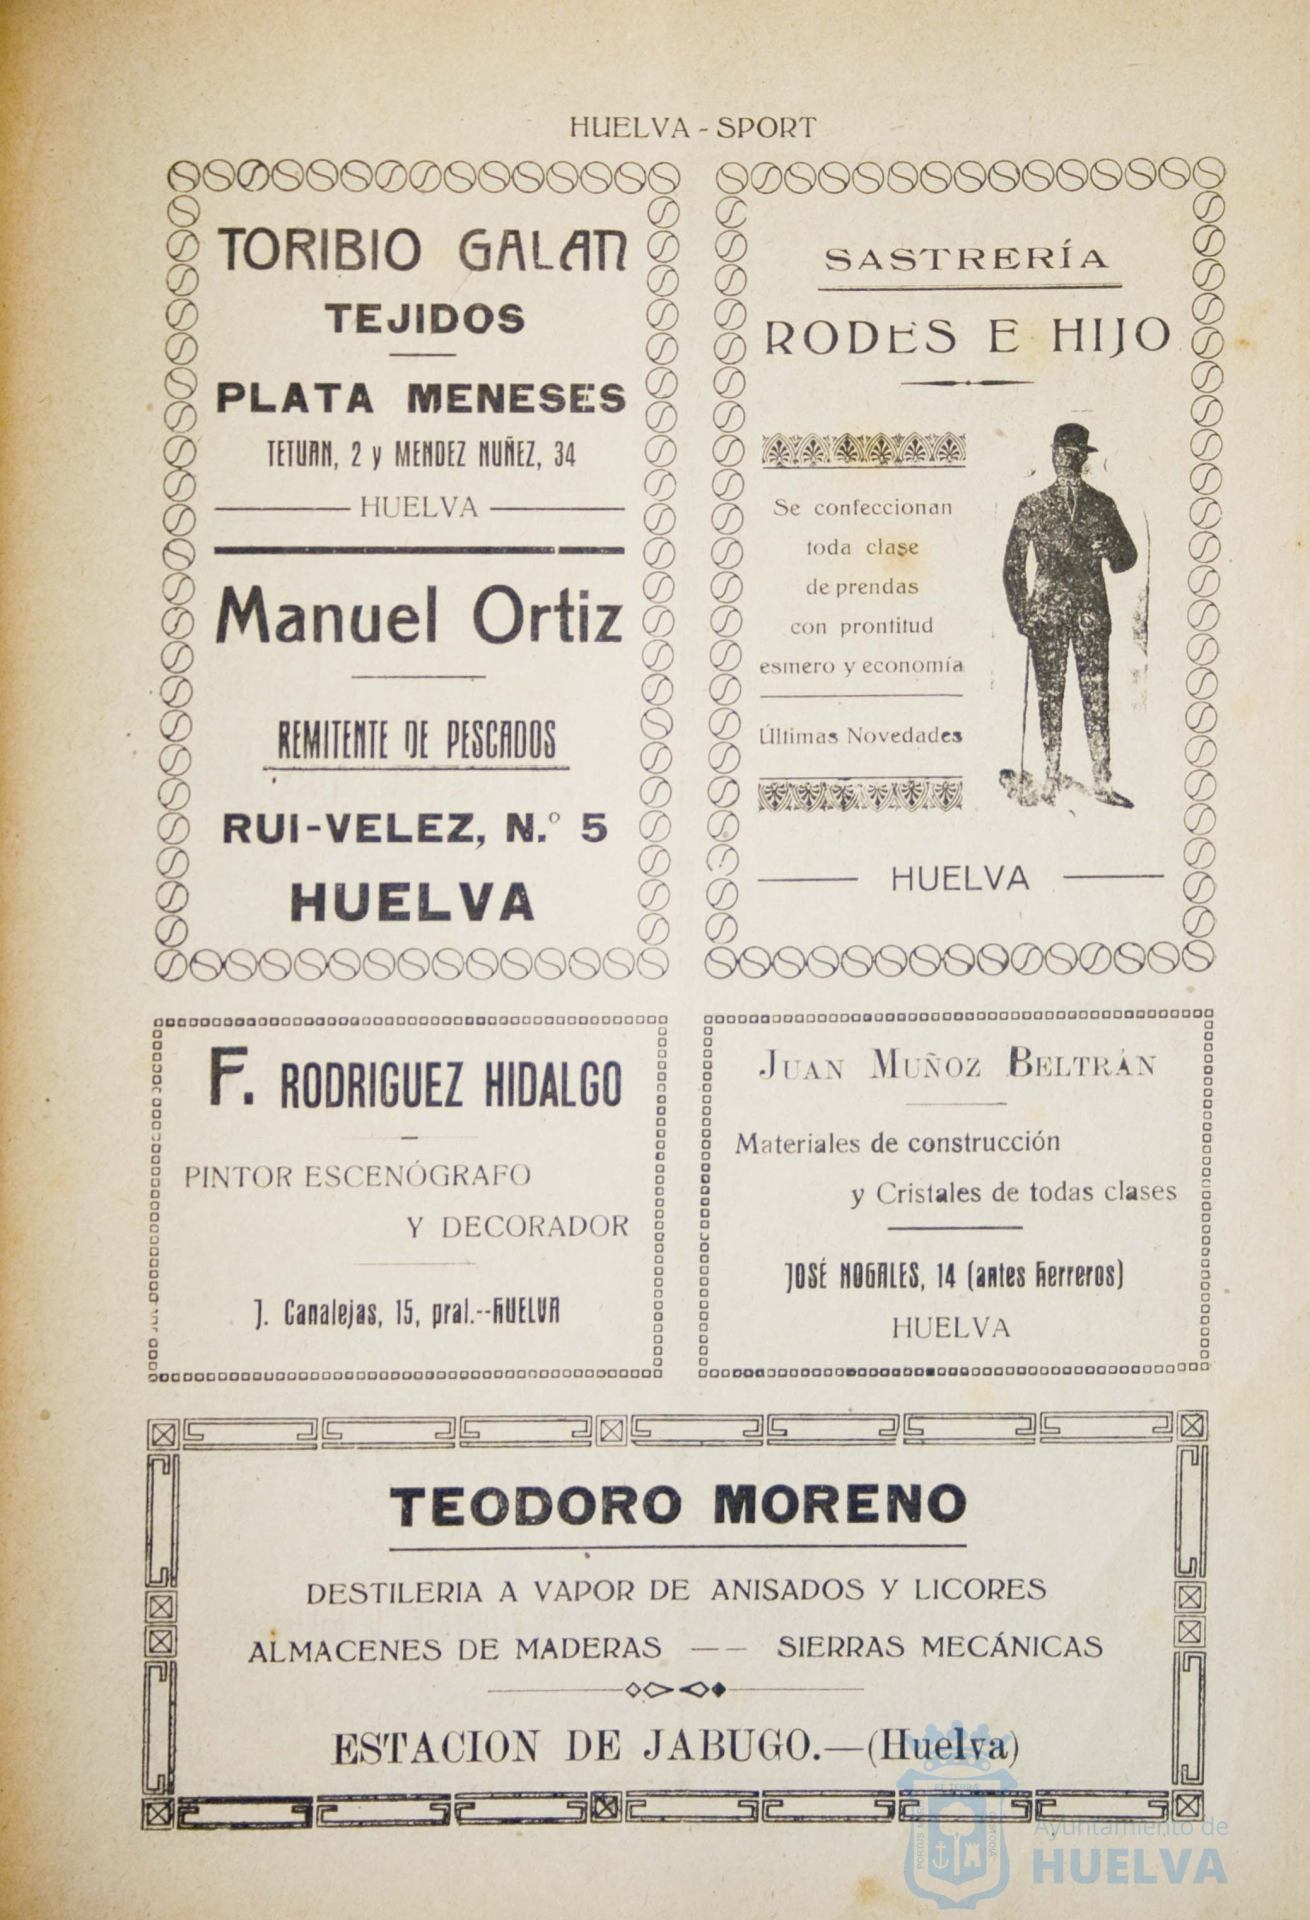 HUELVA - SPORT
TORIBIO GALAN
TEJIDOS
PLATA MENESES
TETUAN, 2 y MENDEZ NUÑEZ, 34
HUELVA
Manuel Ortiz
REMITENTE DE PESCADOS
RUI-VELEZ, N.º 5
HUELVA
SASTRERÍA
RODES E HIJO
Se confeccionan
toda clase
de prendas
con prontitud
esmero y economía
Últimas Novedades
HUELVA
F. RODRIGUEZ HIDALGO
PINTOR ESCENÓGRAFO
Y DECORADOR
J. Canalejas, 15, pral.--HUELVA
JUAN MUÑOZ BELTRÁN
Materiales de construcción
y Cristales de todas clases
JOSÉ NOGALES, 14 (antes Herreros)
HUELVA
TEODORO MORENO
DESTILERIA A VAPOR DE ANISADOS Y LICORES
ALMACENES DE MADERAS —— SIERRAS MECÁNICAS
ESTACION DE JABUGO.—(Huelva)
Ayuntamiento de
HUELVA